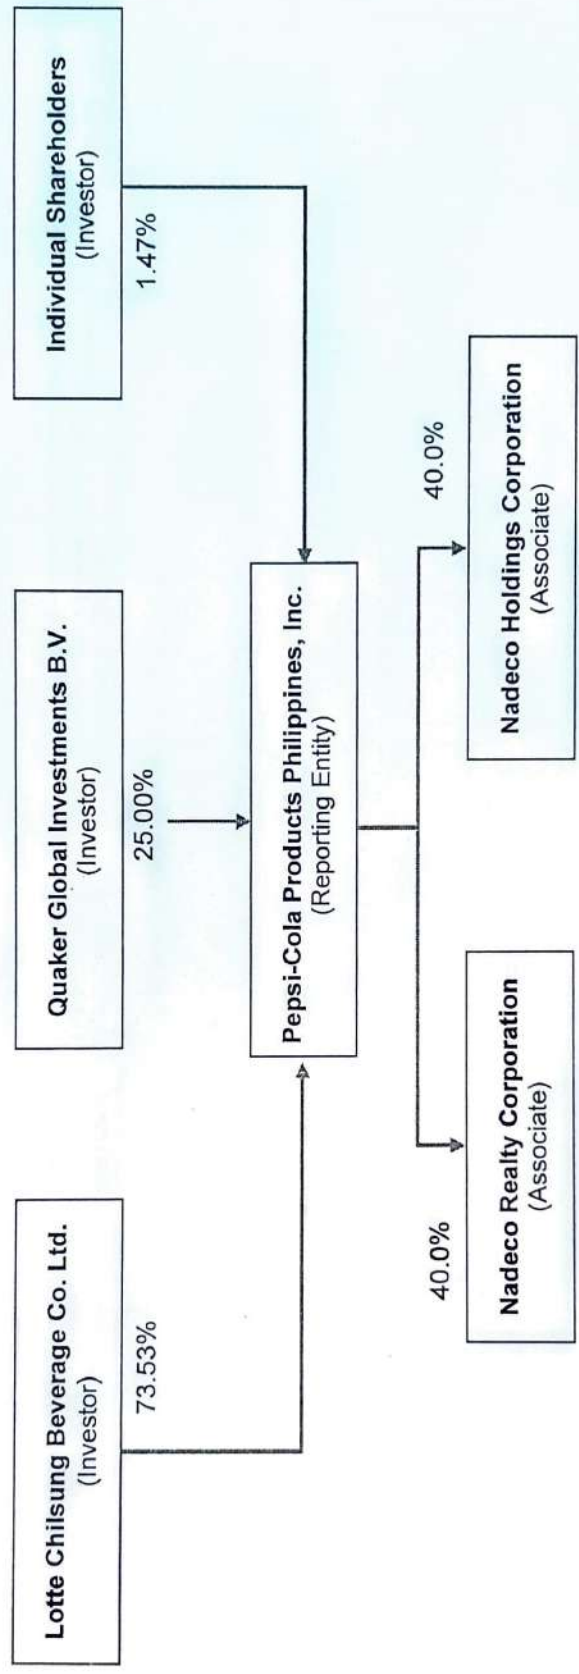 Lotte Chilsung Beverage Co. Ltd.
(Investor)
73.53%
Quaker Global Investments B.V.
(Investor)
25.00%
Individual Shareholders
(Investor)
1.47%
Pepsi-Cola Products Philippines, Inc.
(Reporting Entity)
40.0%
Nadeco Realty Corporation
(Associate)
40.0%
Nadeco Holdings Corporation
(Associate)